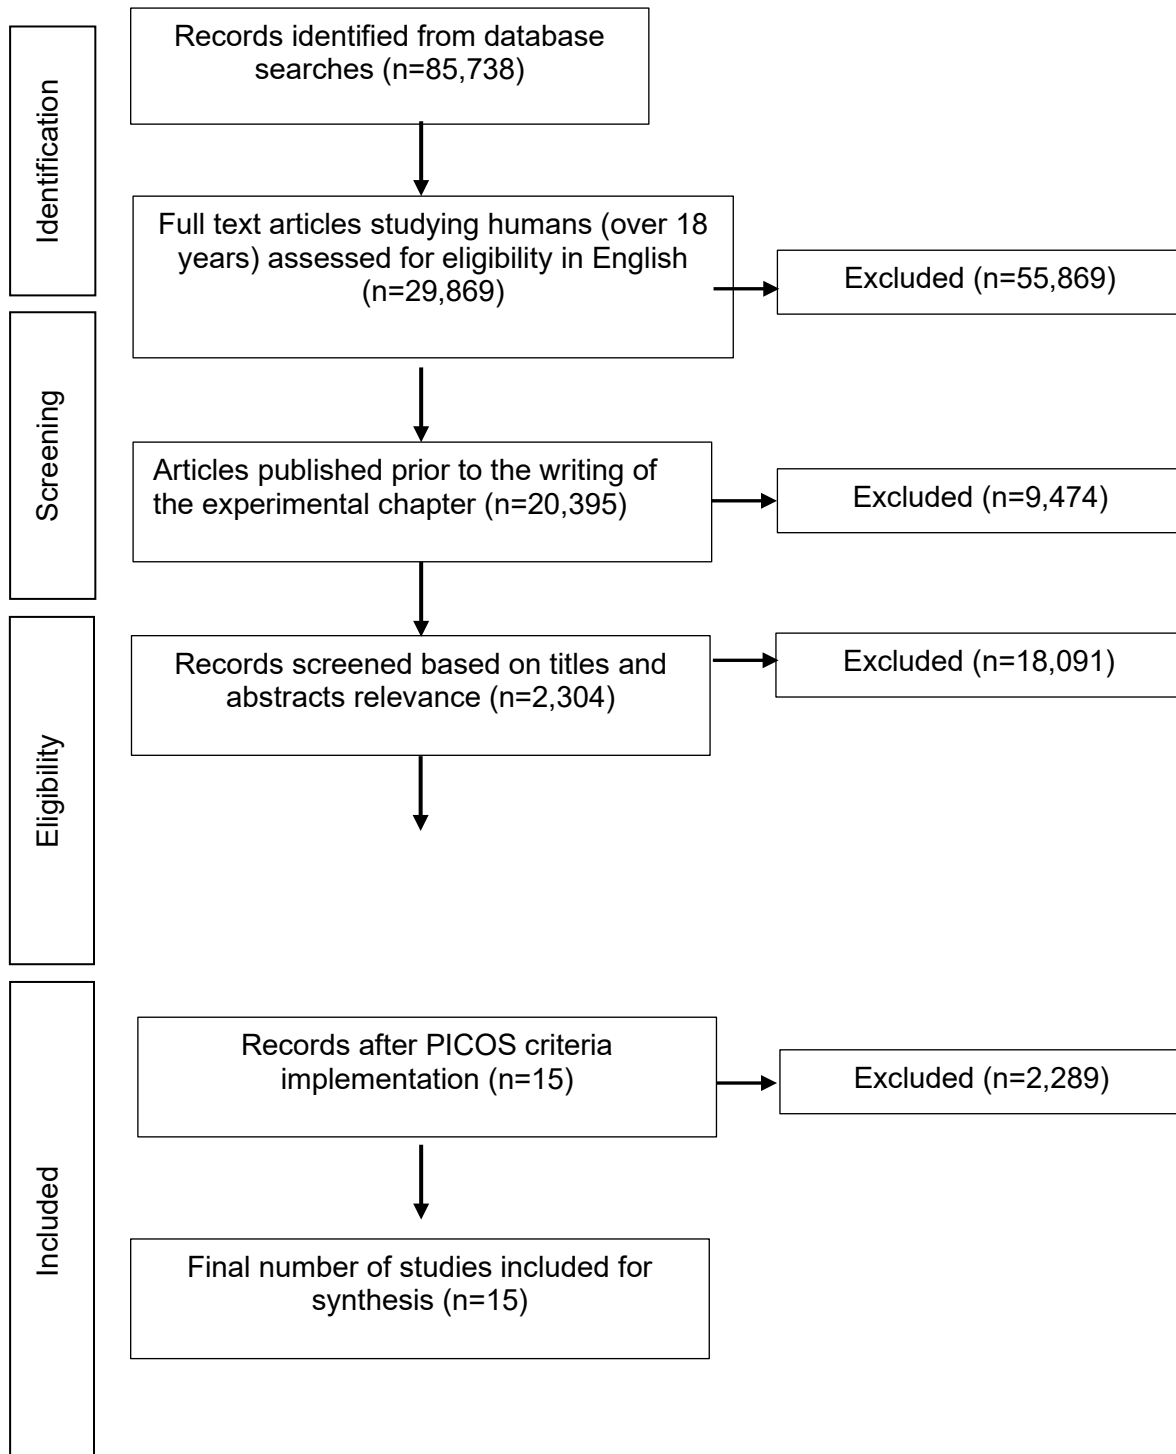 Identification
Records identified from database
searches (n=85,738)
Full text articles studying humans (over 18
years) assessed for eligibility in English
(n=29,869)
Excluded (n=55,869)
Screening
Articles published prior to the writing of
the experimental chapter (n=20,395)
Excluded (n=9,474)
Eligibility
Records screened based on titles and
abstracts relevance (n=2,304)
Excluded (n=18,091)
Included
Records after PICOS criteria
implementation (n=15)
Excluded (n=2,289)
Final number of studies included for
synthesis (n=15)